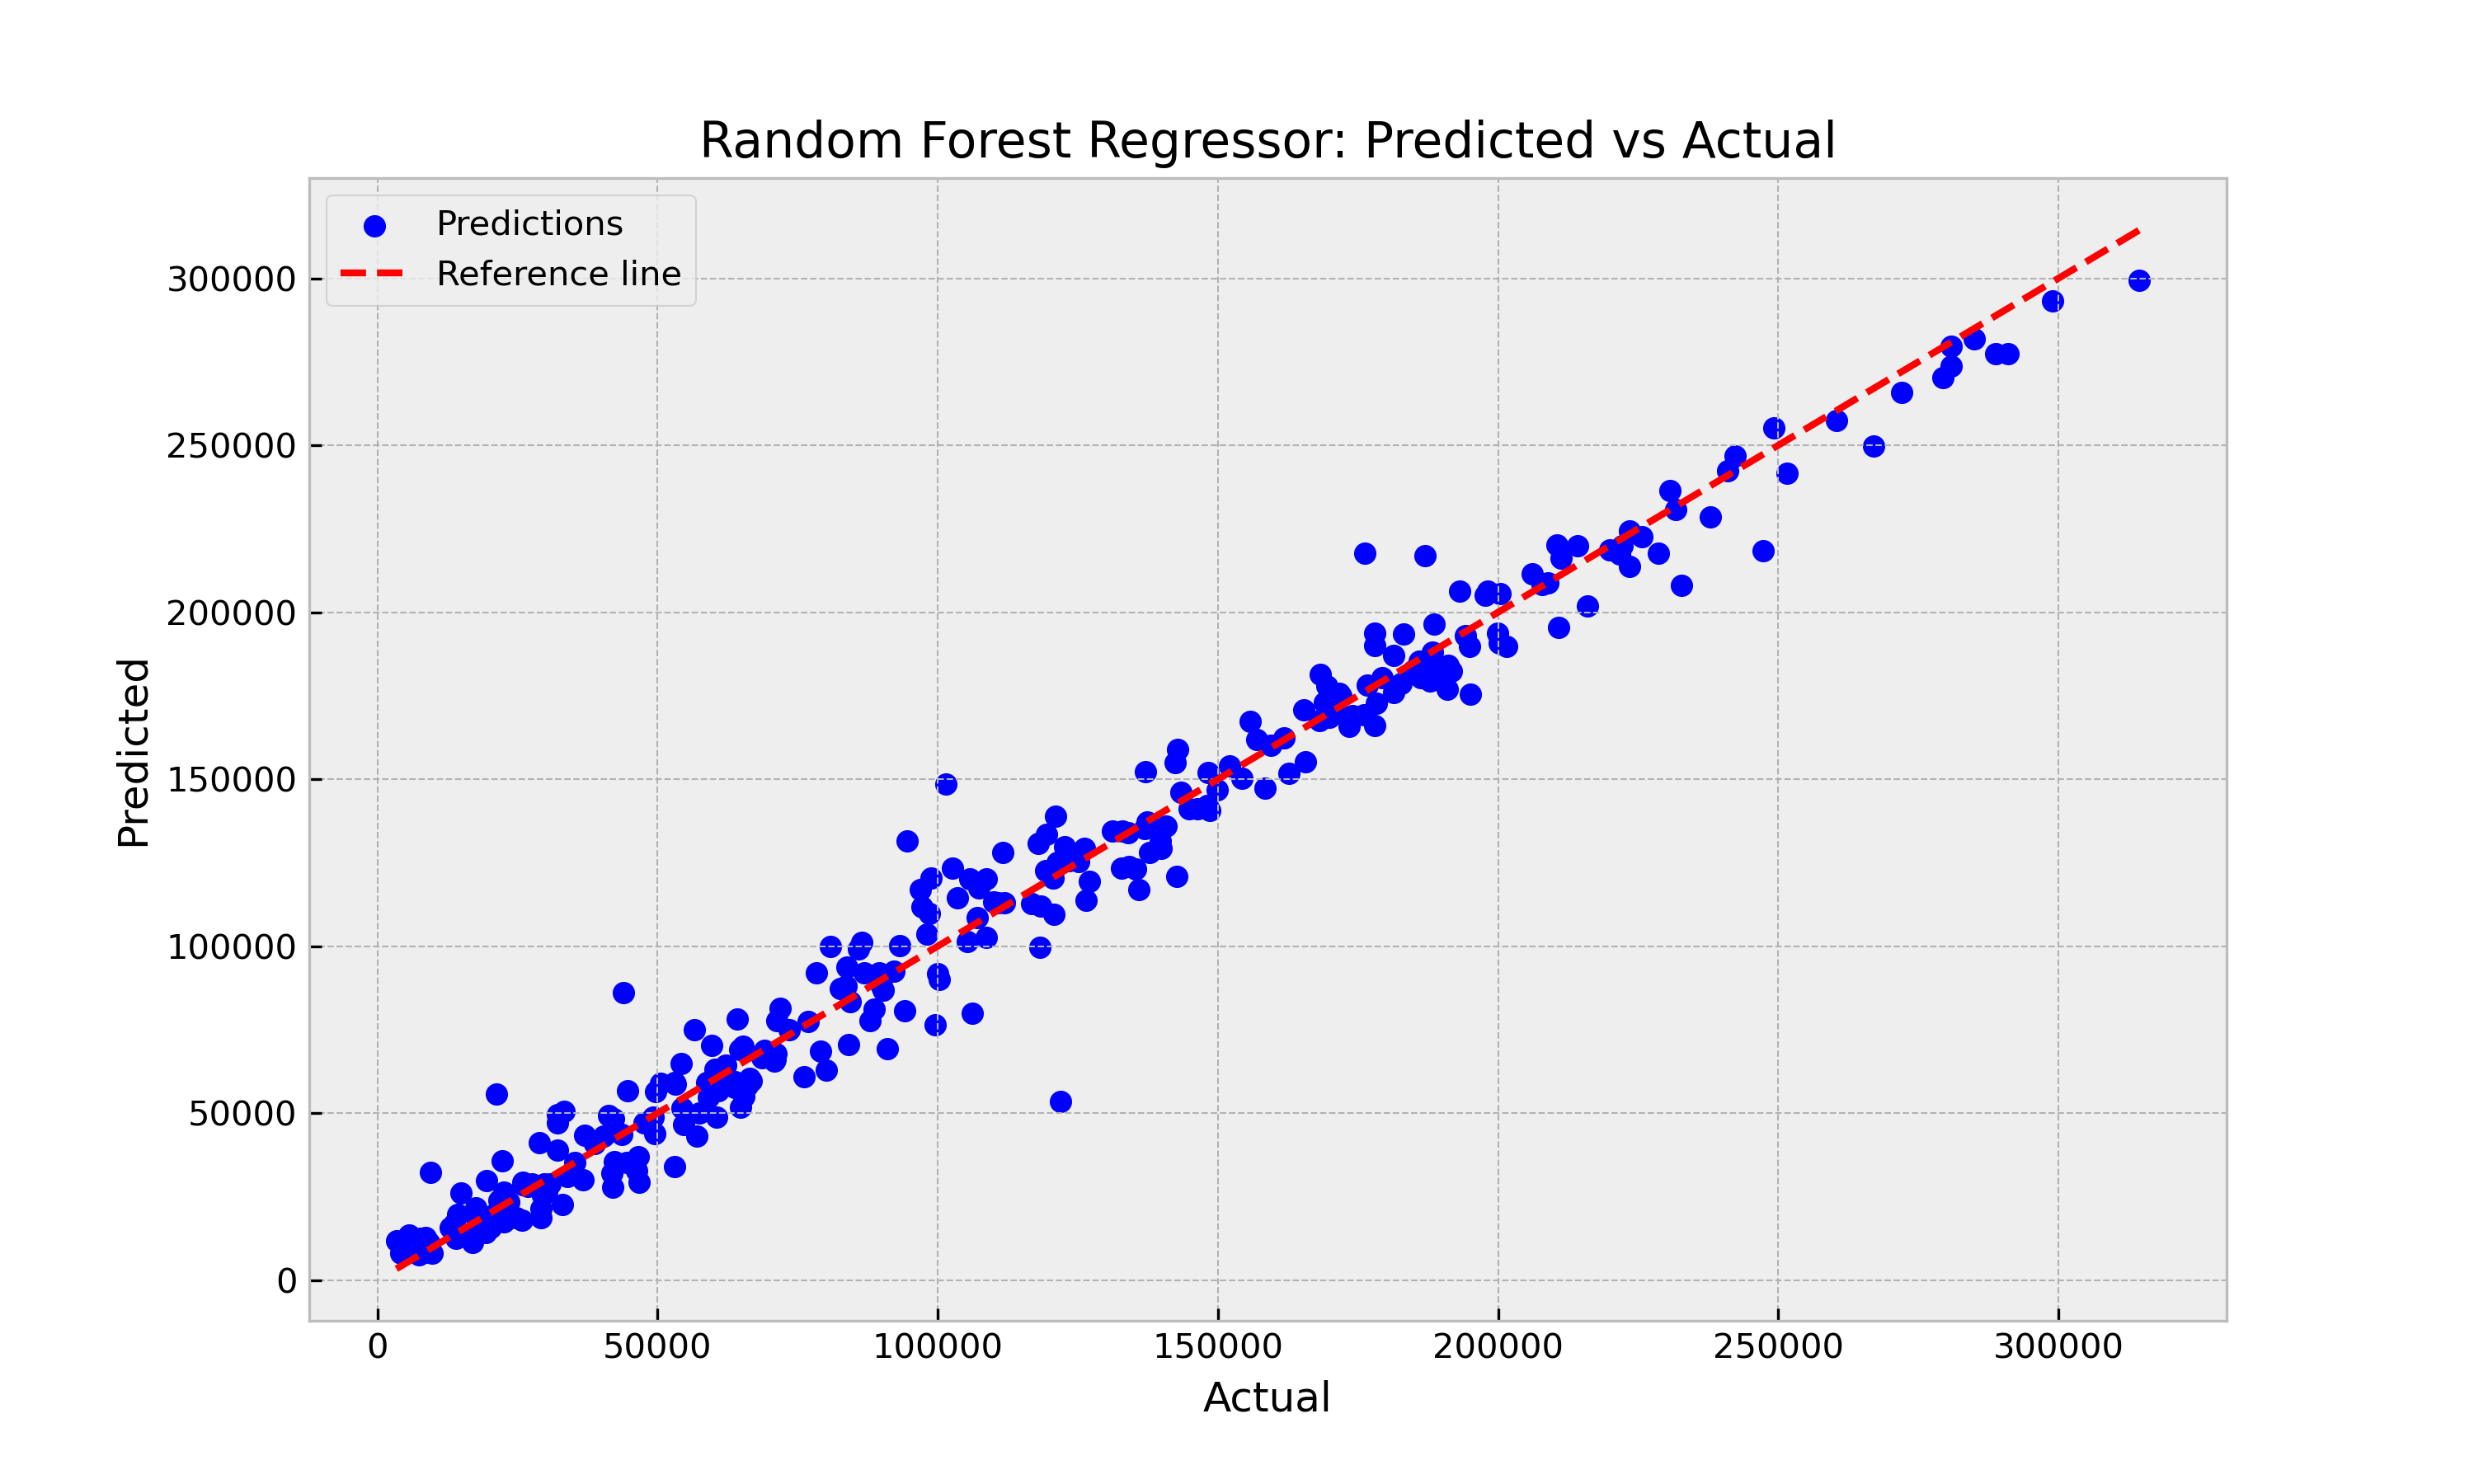 Random Forest Regressor: Predicted vs Actual
Predictions
Reference line
300000
250000
200000
150000
100000
50000
0
Predicted
0 50000 100000 150000 200000 250000 300000
Actual